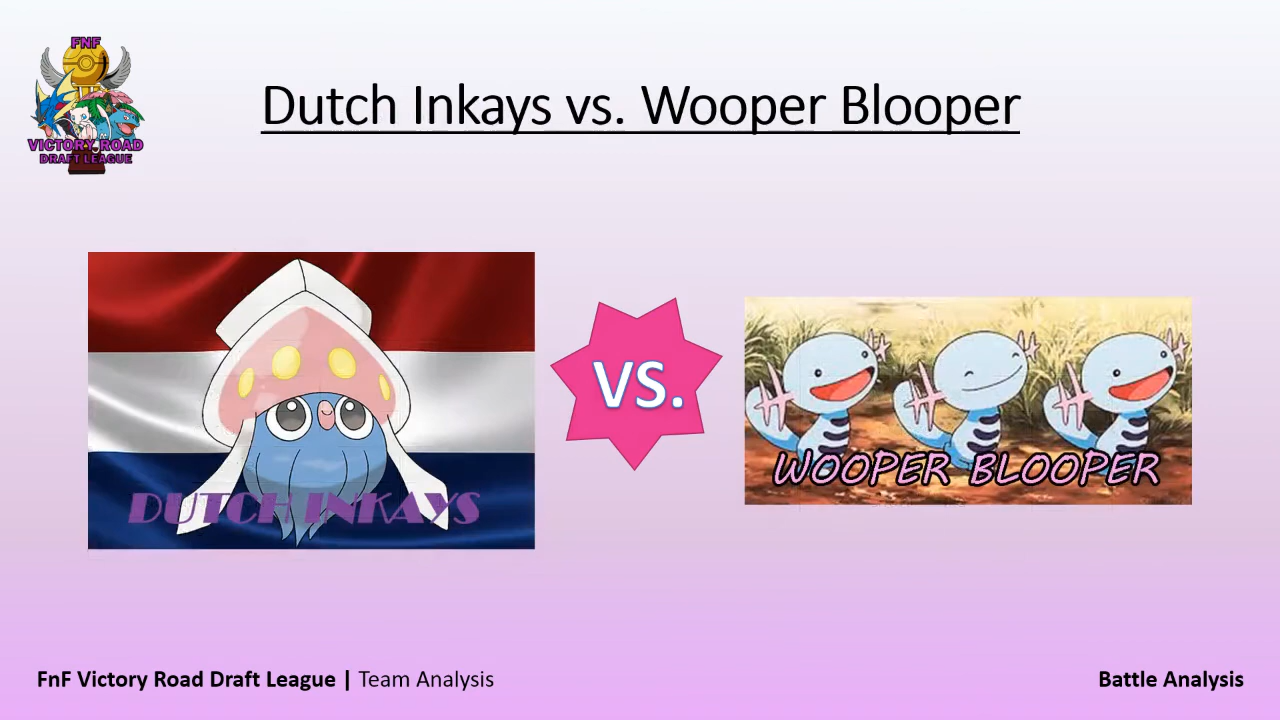 FNF
VICTORY ROAD
DRAFT LEAGUE
Dutch Inkays vs. Wooper Blooper
DUTCH INKAYS
VS.
WOOPER BLOOPER
FnF Victory Road Draft League | Team Analysis
Battle Analysis